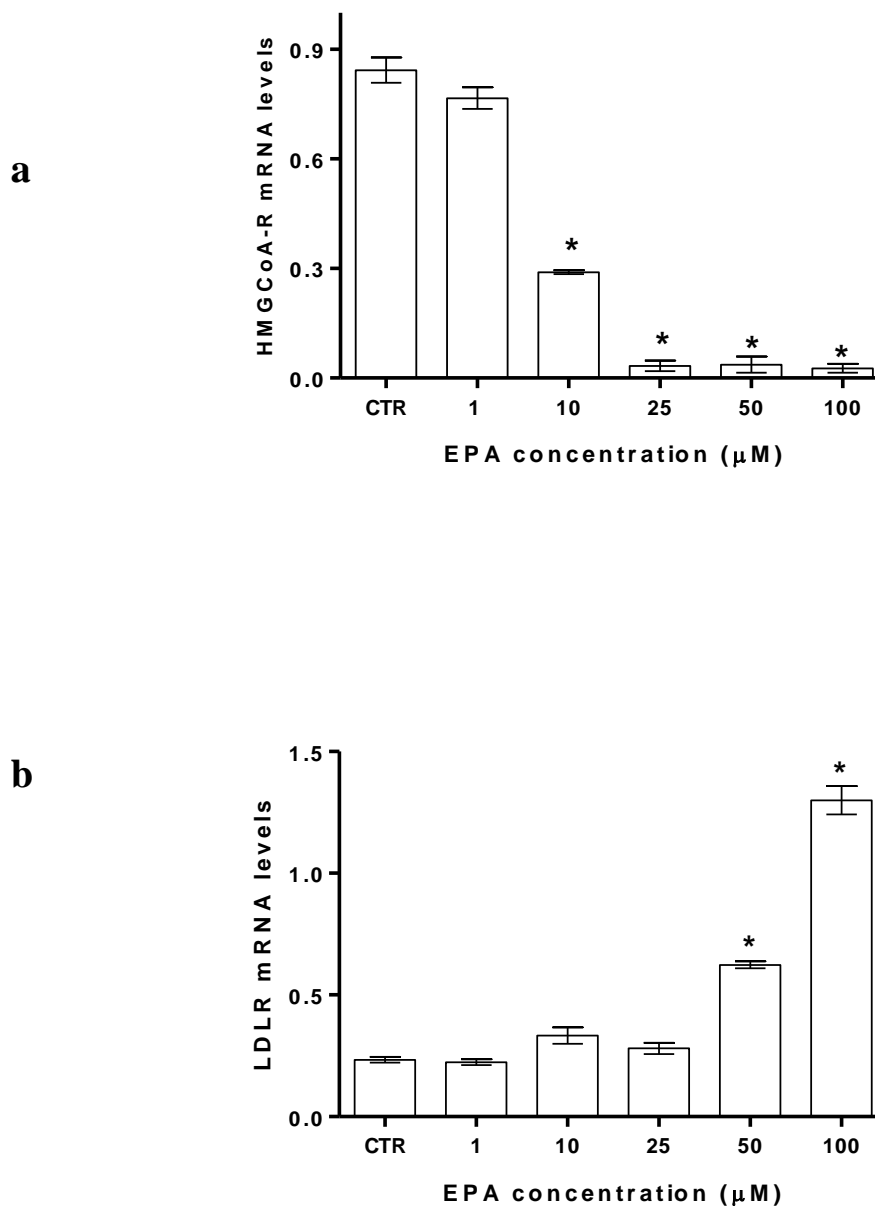 a
HMGCoA-R mRNA levels
0.9
0.6
0.3
0.0
*
*
*
*
CTR 1 10 25 50 100
EPA concentration (μM)
b
LDLR mRNA levels
1.5
1.0
0.5
0.0
*
*
CTR 1 10 25 50 100
EPA concentration (μM)